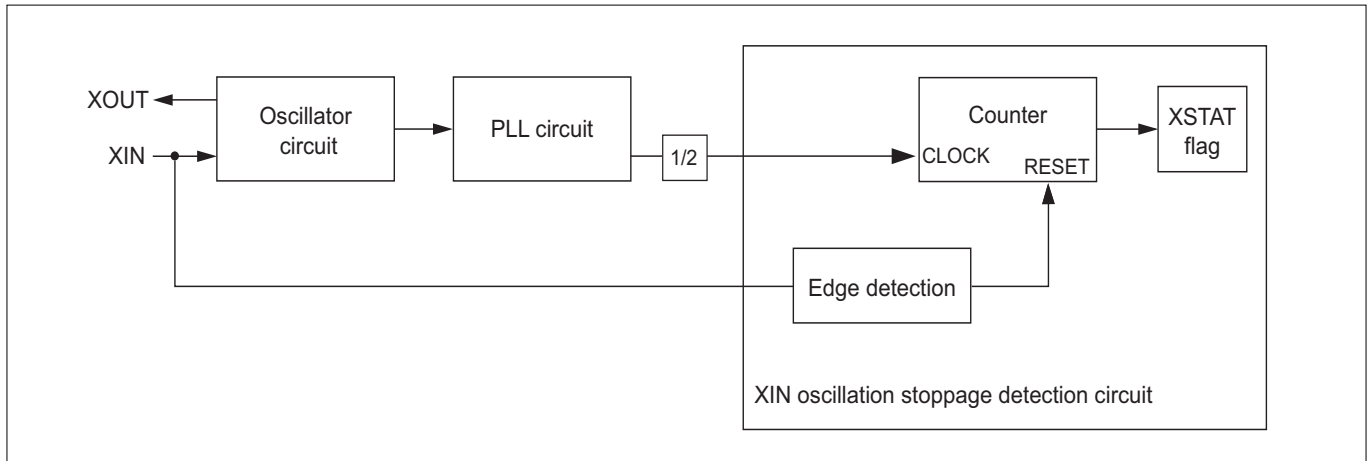 XOUT
XIN
Oscillator
circuit
PLL circuit
1/2
Counter
CLOCK
RESET
XSTAT
flag
Edge detection
XIN oscillation stoppage detection circuit